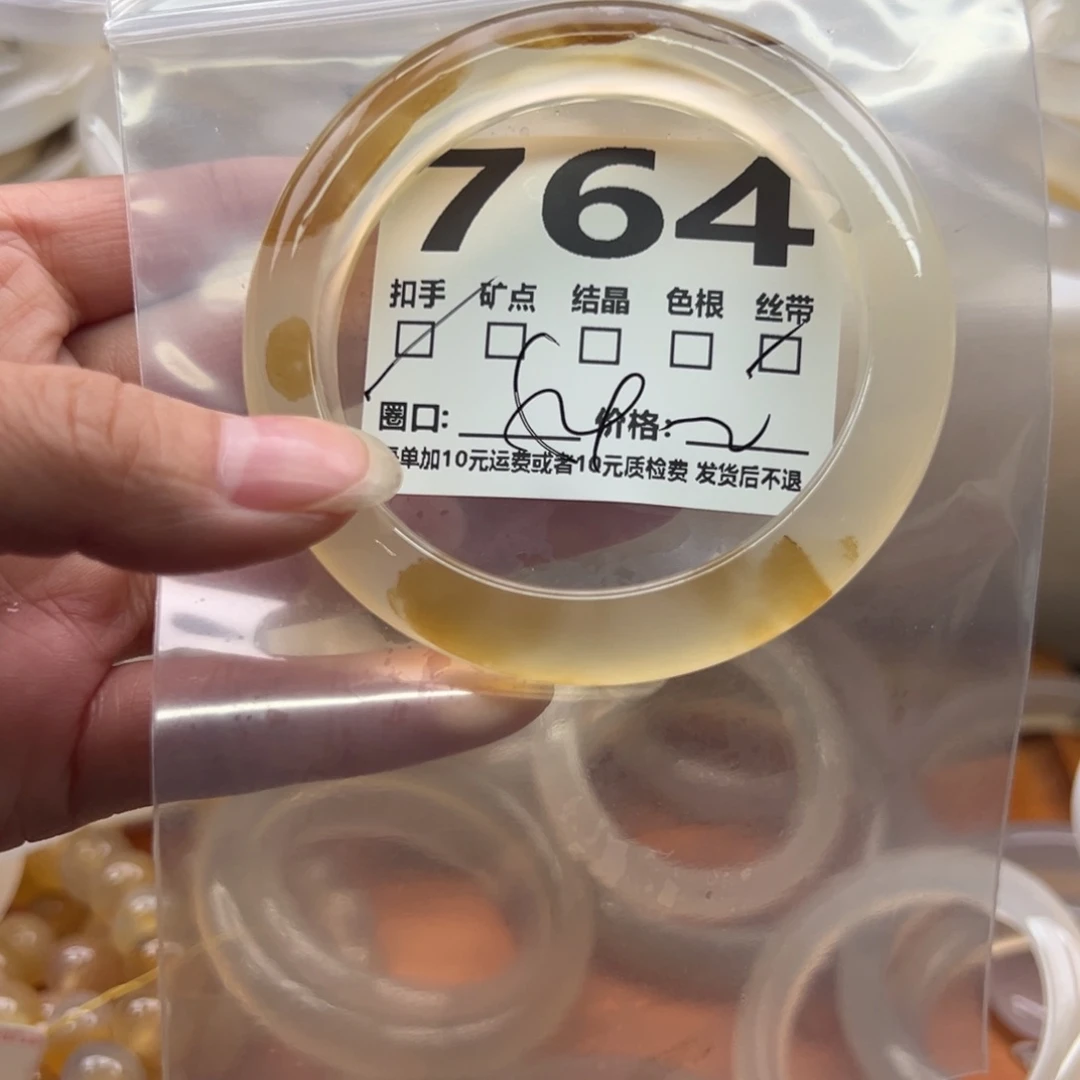 764
扣手 矿点 结晶 色根 丝带
圈口: 价格:
单加10元运费或者10元质检费 发货后不退